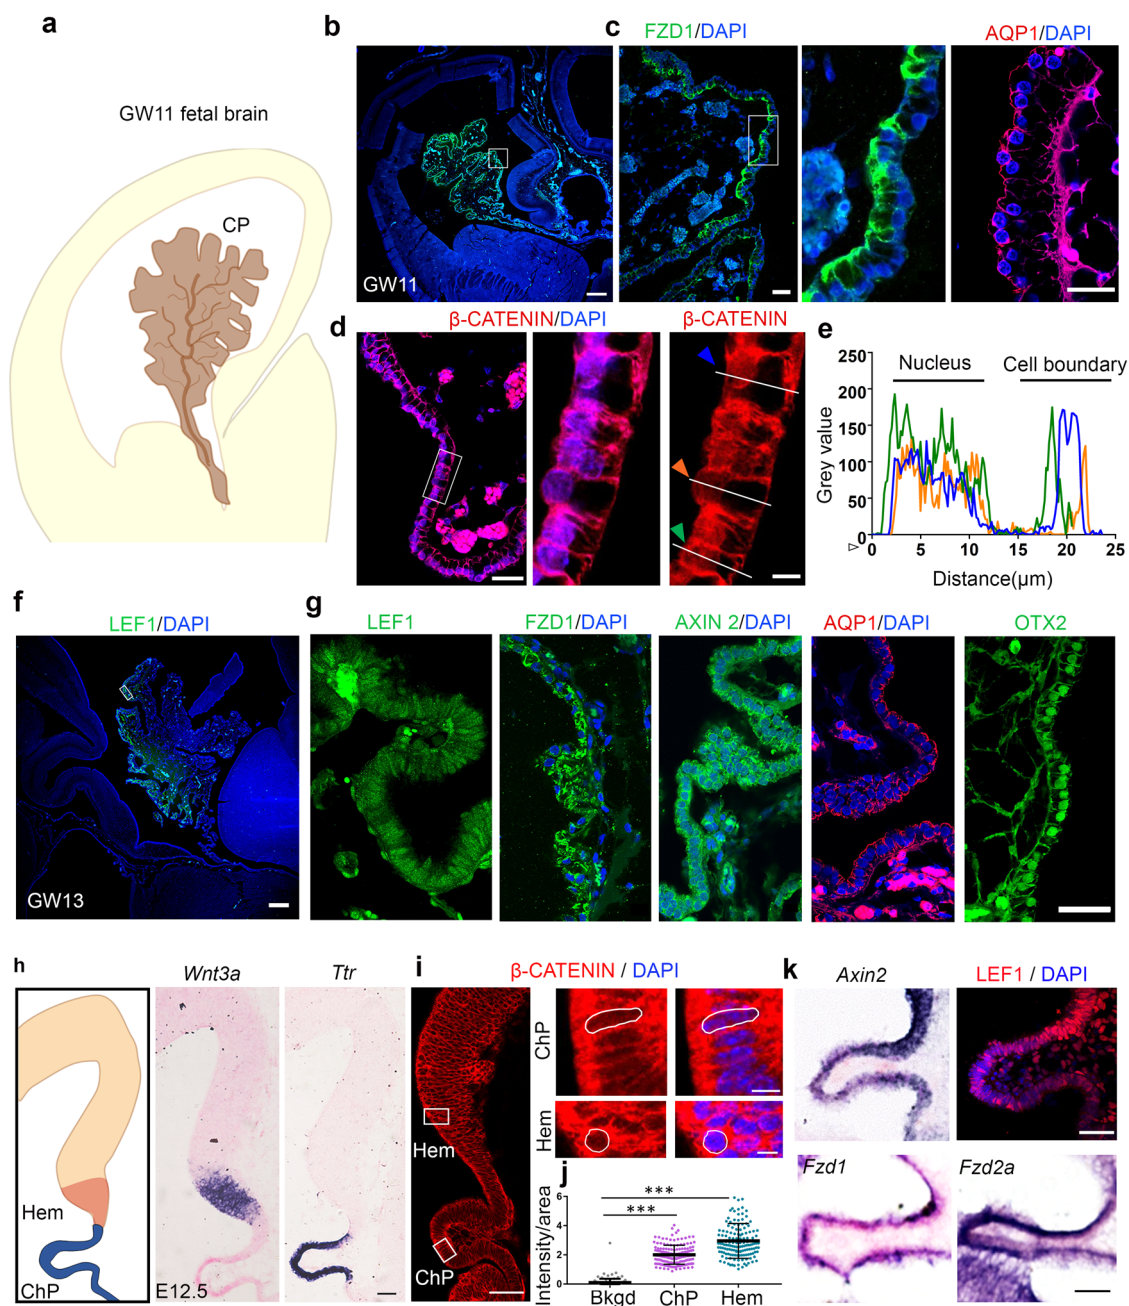 a
GW11 fetal brain
CP
b
GW11
c
FZD1/DAPI
AQP1/DAPI
d
β-CATENIN/DAPI
β-CATENIN
e
250
200
150
100
50
0
Grey value
Nucleus
Cell boundary
0 5 10 15 20 25
Distance(µm)
f
LEF1/DAPI
GW13
g
LEF1
FZD1/DAPI
AXIN 2/DAPI
AQP1/DAPI
OTX2
h
Hem
ChP
Wnt3a
E12.5
Ttr
i
β-CATENIN / DAPI
Hem
ChP
ChP
Hem
j
Intensity/area
6
4
2
0
***
***
Bkgd ChP Hem
k
Axin2
LEF1 / DAPI
Fzd1
Fzd2a